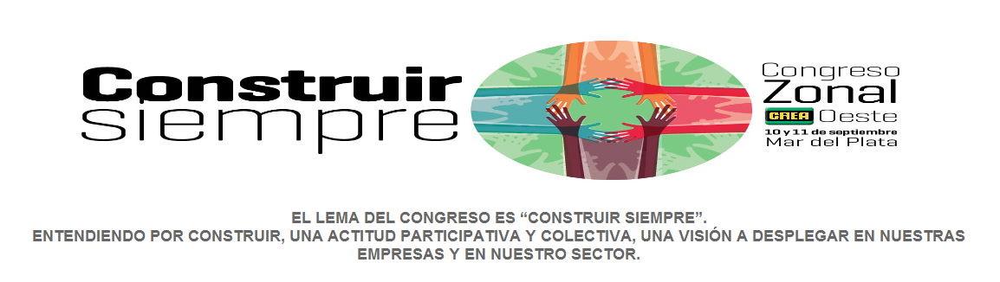 Construir
siempre
Congreso
Zonal
CREA Oeste
10 y 11 de septiembre
Mar del Plata
EL LEMA DEL CONGRESO ES “CONSTRUIR SIEMPRE”.
ENTENDIENDO POR CONSTRUIR, UNA ACTITUD PARTICIPATIVA Y COLECTIVA, UNA VISIÓN A DESPLEGAR EN NUESTRAS
EMPRESAS Y EN NUESTRO SECTOR.